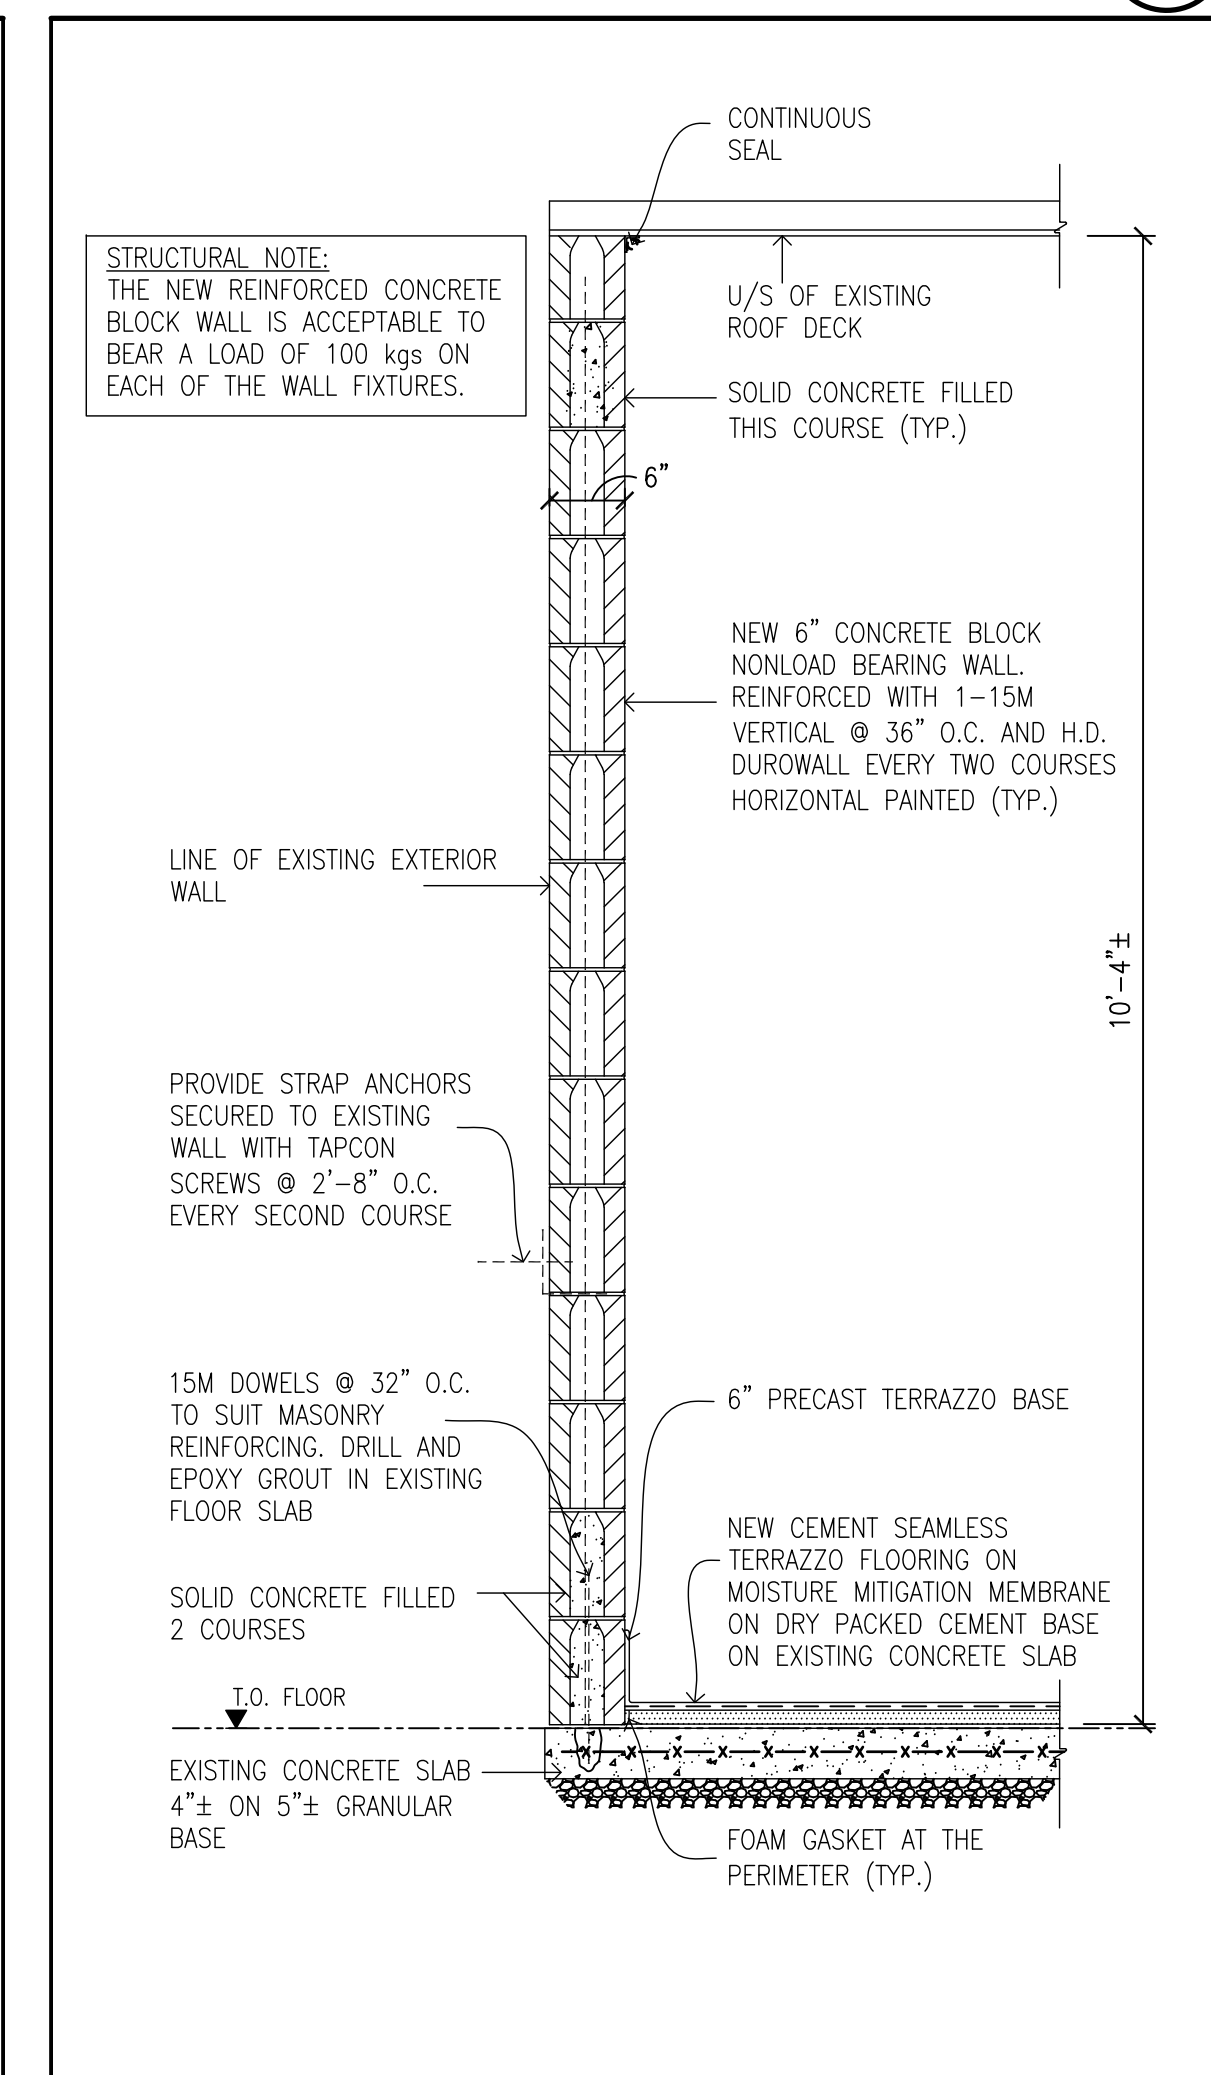 CONTINUOUS
SEAL
STRUCTURAL NOTE:
THE NEW REINFORCED CONCRETE
BLOCK WALL IS ACCEPTABLE TO
BEAR A LOAD OF 100 kgs ON
EACH OF THE WALL FIXTURES.
U/S OF EXISTING
ROOF DECK
SOLID CONCRETE FILLED
THIS COURSE (TYP.)
6”
NEW 6” CONCRETE BLOCK
NONLOAD BEARING WALL.
REINFORCED WITH 1–15M
VERTICAL @ 36” O.C. AND H.D.
DUROWALL EVERY TWO COURSES
HORIZONTAL PAINTED (TYP.)
LINE OF EXISTING EXTERIOR
WALL
10’–4”±
PROVIDE STRAP ANCHORS
SECURED TO EXISTING
WALL WITH TAPCON
SCREWS @ 2’–8” O.C.
EVERY SECOND COURSE
15M DOWELS @ 32” O.C.
TO SUIT MASONRY
REINFORCING. DRILL AND
EPOXY GROUT IN EXISTING
FLOOR SLAB
6” PRECAST TERRAZZO BASE
NEW CEMENT SEAMLESS
TERRAZZO FLOORING ON
MOISTURE MITIGATION MEMBRANE
ON DRY PACKED CEMENT BASE
ON EXISTING CONCRETE SLAB
SOLID CONCRETE FILLED
2 COURSES
T.O. FLOOR
EXISTING CONCRETE SLAB
4”± ON 5”± GRANULAR
BASE
FOAM GASKET AT THE
PERIMETER (TYP.)